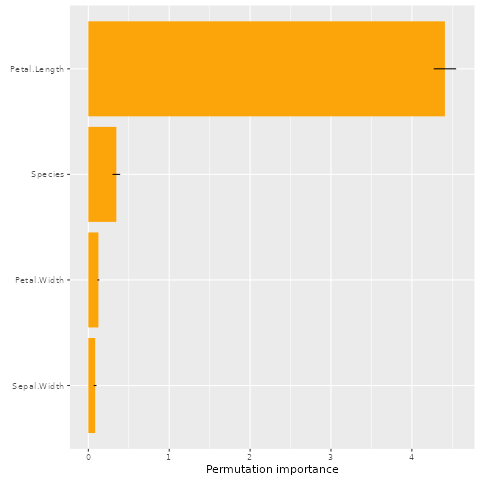 Petal.Length
Species
Petal.Width
Sepal.Width
0 1 2 3 4
Permutation importance